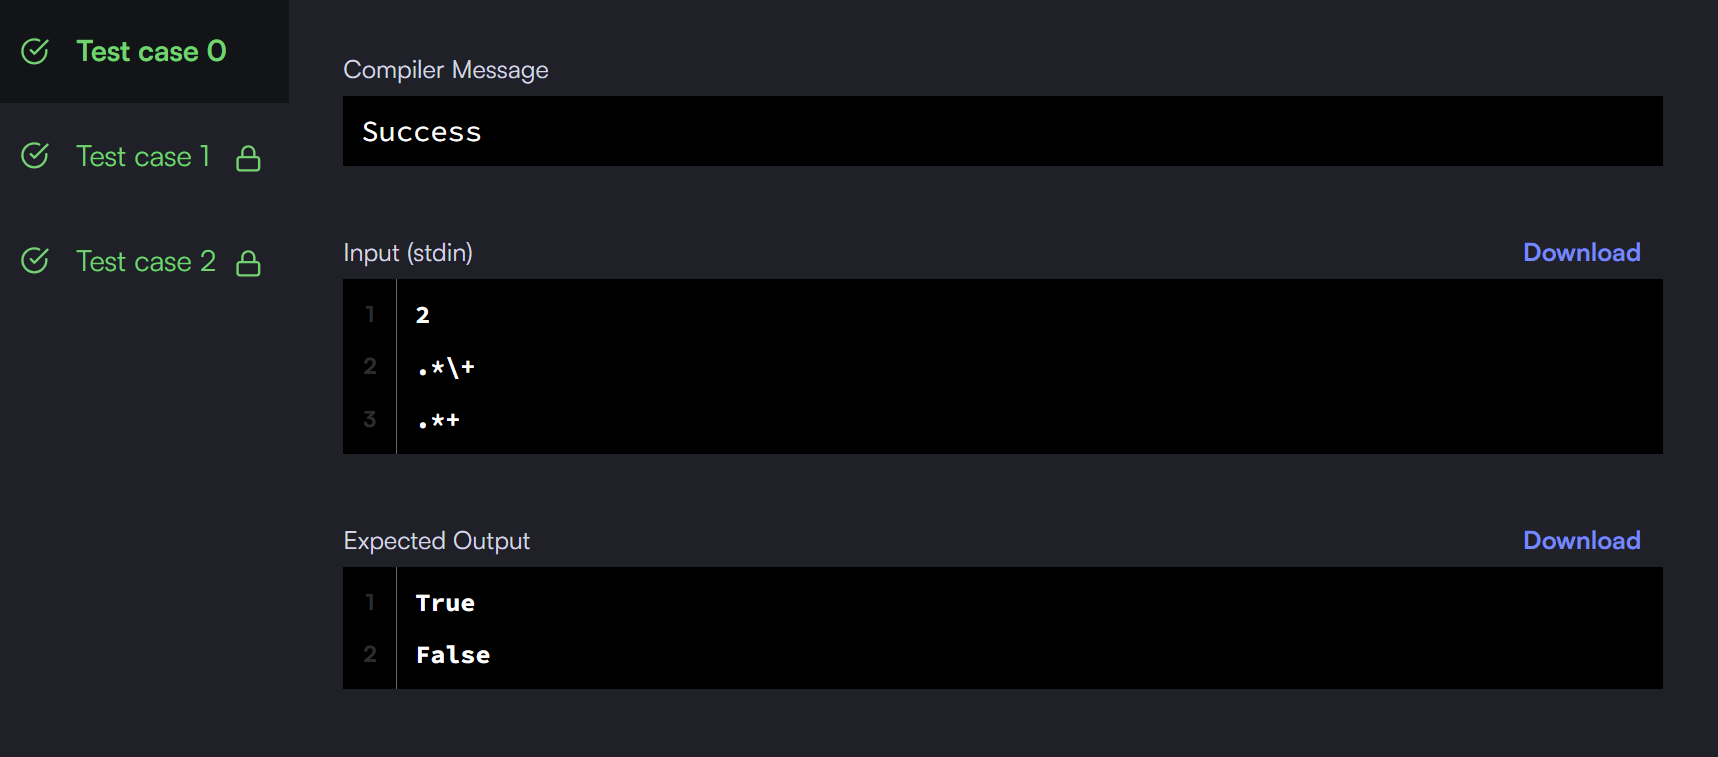 Test case 0
Test case 1
Test case 2
Compiler Message
Success
Input (stdin)
Download
1 2
2 .*\+
3 .*+
Expected Output
Download
1 True
2 False